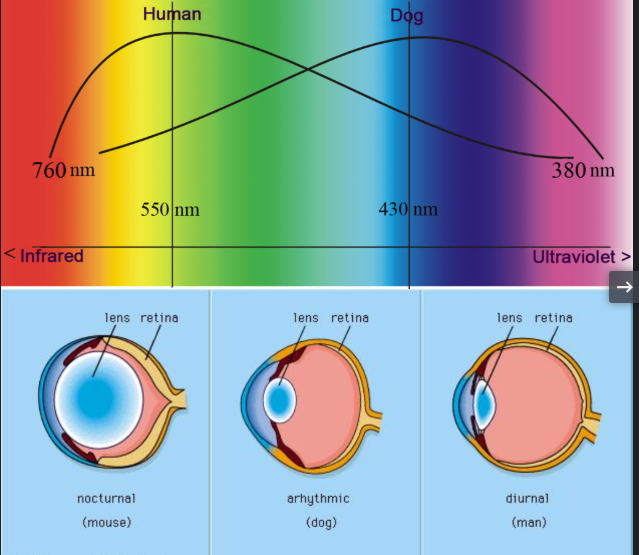 Human Dog
760 nm 380 nm
550 nm 430 nm
< Infrared Ultraviolet >
lens retina lens retina lens retina
nocturnal arhythmic diurnal
(mouse) (dog) (man)